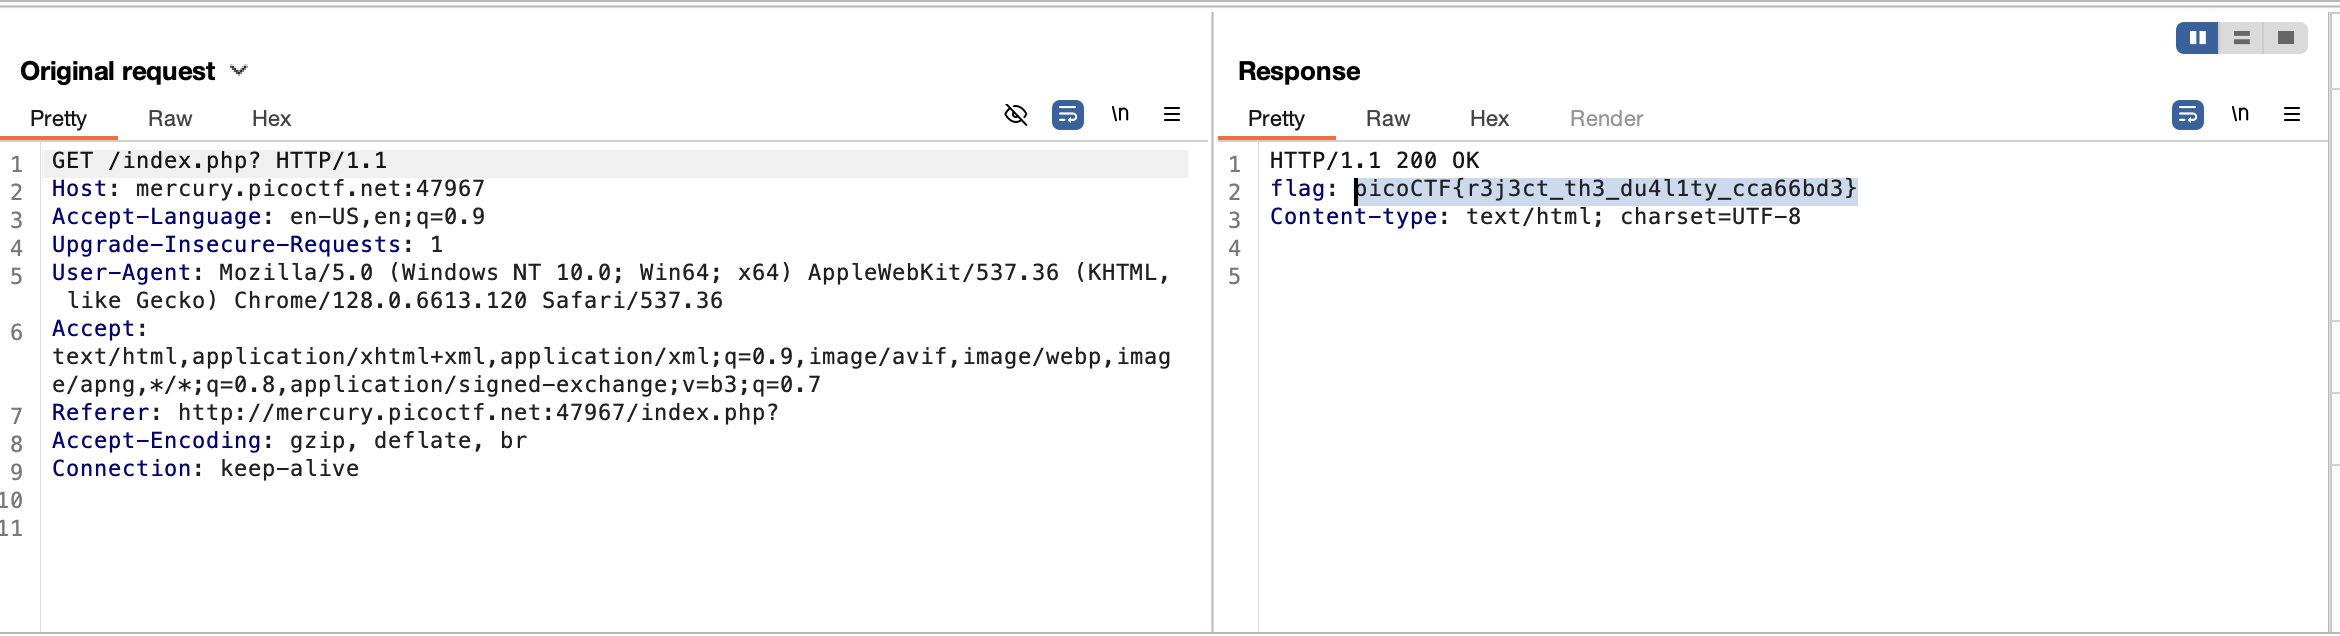 Original request
Pretty Raw Hex
\n
1 GET /index.php? HTTP/1.1
2 Host: mercury.picoctf.net:47967
3 Accept-Language: en-US,en;q=0.9
4 Upgrade-Insecure-Requests: 1
5 User-Agent: Mozilla/5.0 (Windows NT 10.0; Win64; x64) AppleWebKit/537.36 (KHTML,
like Gecko) Chrome/128.0.6613.120 Safari/537.36
6 Accept:
text/html,application/xhtml+xml,application/xml;q=0.9,image/avif,image/webp,imag
e/apng,*/*;q=0.8,application/signed-exchange;v=b3;q=0.7
7 Referer: http://mercury.picoctf.net:47967/index.php?
8 Accept-Encoding: gzip, deflate, br
9 Connection: keep-alive
10
11
Response
Pretty Raw Hex Render
\n
1 HTTP/1.1 200 OK
2 flag: picoCTF{r3j3ct_th3_du4l1ty_cca66bd3}
3 Content-type: text/html; charset=UTF-8
4
5